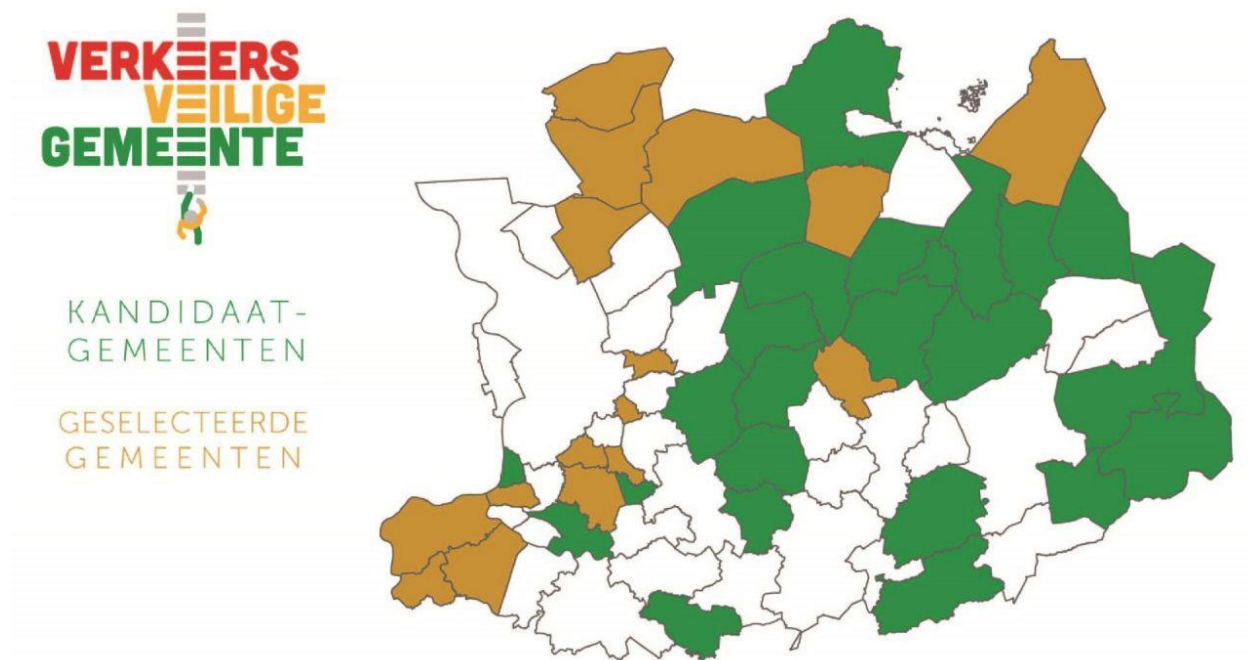 VERKEERS
VEILIGE
GEMEENTE
KANDIDAAT-
GEMEENTEN
GESELECTEERDE
GEMEENTEN